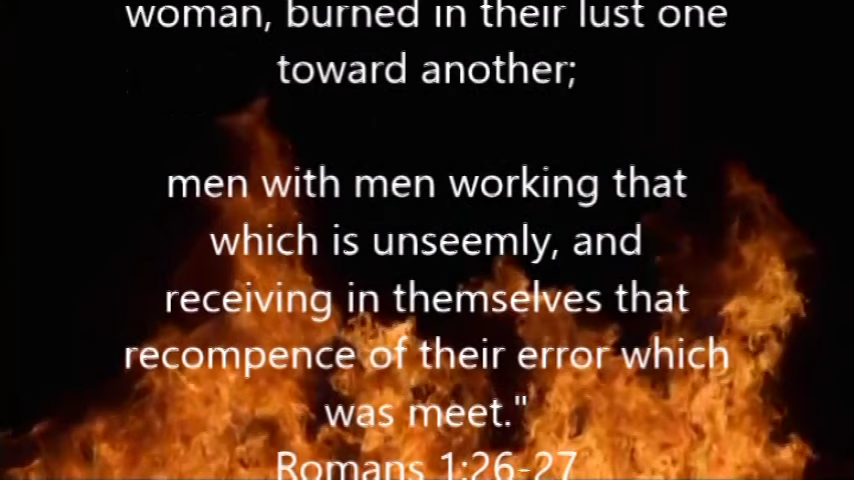 woman, burned in their lust one
toward another;
men with men working that
which is unseemly, and
receiving in themselves that
recompence of their error which
was meet."
Romans 1:26-27